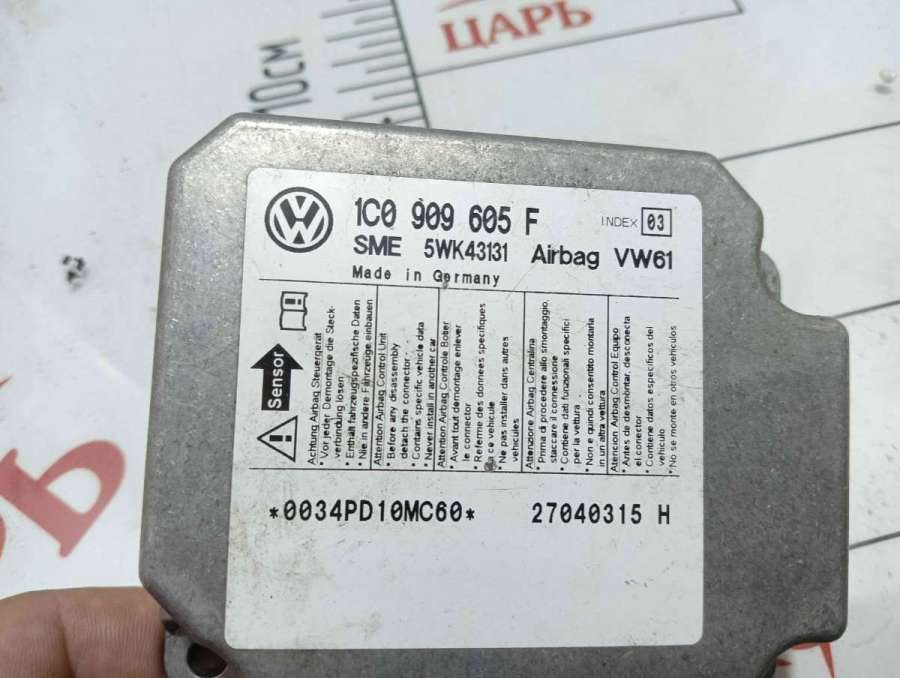 ЦАРЬ
10см
1C0 909 605 F
INDEX 03
SME 5WK43131 Airbag VW61
Made in Germany
Sensor
Achtung Airbag Steuergerät
• Vor jeder Demontage die Steck-
verbindung lösen
• Enthält fahrzeugspezifische Daten
• Nie in andere Fahrzeuge einbauen
Attention Airbag Control Unit
• Before any disassembly
detach the connector
• Contains specific vehicle data
• Never install in another car
Attention Airbag Controle Boitier
• Avant tout demontage enlever
le connector
• Referme des donnees specifiques
a ce vehicule
• Ne pas installer dans autres
vehicules
Attenzione Airbag Centralina
• Prima di procedere allo smontaggio,
staccare il connessione
• Contiene dati funzionali specifici
per la vettura
• Non e quindi consentito montarla
in un altra vettura
Atencion Airbag Control Equipo
• Antes de desmontar, desconecta
el conector
• Contene datos especificos del
vehiculo
• No se monte en otros vehiculos
*0034PD10MC60* 27040315 H